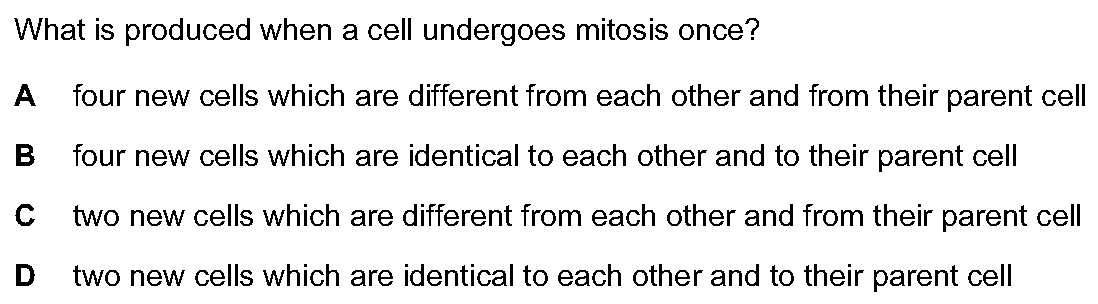 What is produced when a cell undergoes mitosis once?
A four new cells which are different from each other and from their parent cell
B four new cells which are identical to each other and to their parent cell
C two new cells which are different from each other and from their parent cell
D two new cells which are identical to each other and to their parent cell